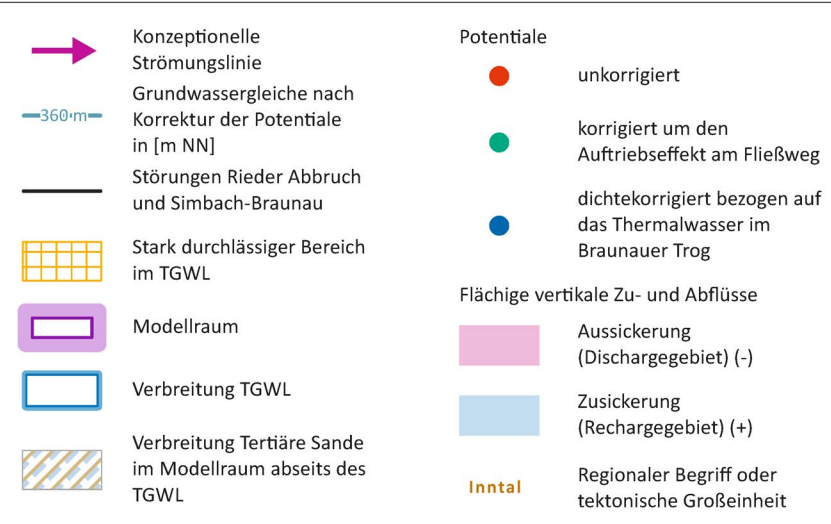 Konzeptionelle
Strömungslinie
360 m
Grundwassergleiche nach
Korrektur der Potentiale
in [m NN]
Störungen Rieder Abbruch
und Simbach-Braunau
Stark durchlässiger Bereich
im TGWL
Modellraum
Verbreitung TGWL
Verbreitung Tertiäre Sande
im Modellraum abseits des
TGWL
Potentiale
unkorrigiert
korrigiert um den
Auftriebseffekt am Fließweg
dichtekorrigiert bezogen auf
das Thermalwasser im
Braunauer Trog
Flächige vertikale Zu- und Abflüsse
Aussickerung
(Dischargegebiet) (-)
Zusickerung
(Rechargegebiet) (+)
Inntal
Regionaler Begriff oder
tektonische Großeinheit